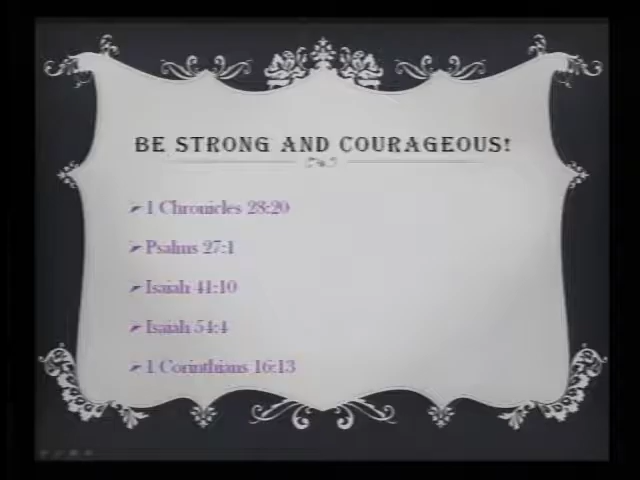 BE STRONG AND COURAGEOUS!
1 Chronicles 28:20
Psalms 27:1
Isaiah 41:10
Isaiah 54:4
1 Corinthians 16:13